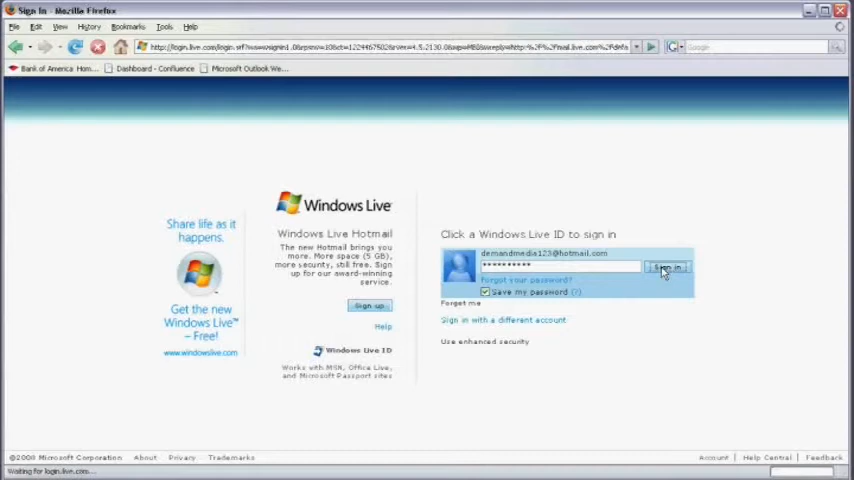 Sign In - Mozilla Firefox
File Edit View History Bookmarks Tools Help
Google
Bank of America Hom... Dashboard - Confluence Microsoft Outlook We...
Share life as it
happens.
Get the new
Windows Live™
– Free!
www.windowslive.com
Windows Live
Windows Live Hotmail
The new Hotmail brings you
more. More space (5 GB),
more security, still free. Sign
up for our award-winning
service.
Sign up
Help
Windows Live ID
Works with MSN, Office Live,
and Microsoft Passport sites
Click a Windows Live ID to sign in
demandmedia123@hotmail.com
**********
Sign in
Forgot your password?
Save my password (?)
Forget me
Sign in with a different account
Use enhanced security
©2008 Microsoft Corporation About Privacy Trademarks
Account Help Central Feedback
Waiting for login.live.com...